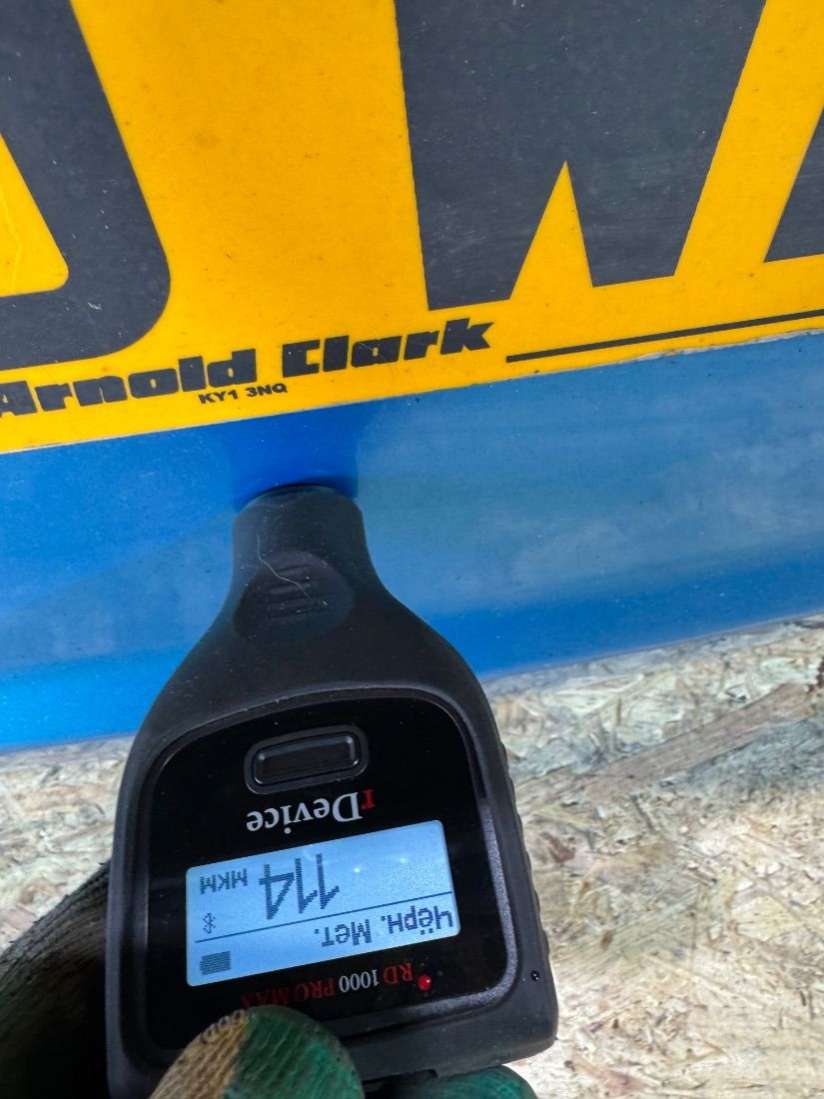 D W
Arnold Clark
KY1 3NQ
rDevice
RD 1000 PRO MAX
Чёрн. Мет.
114 МКМ